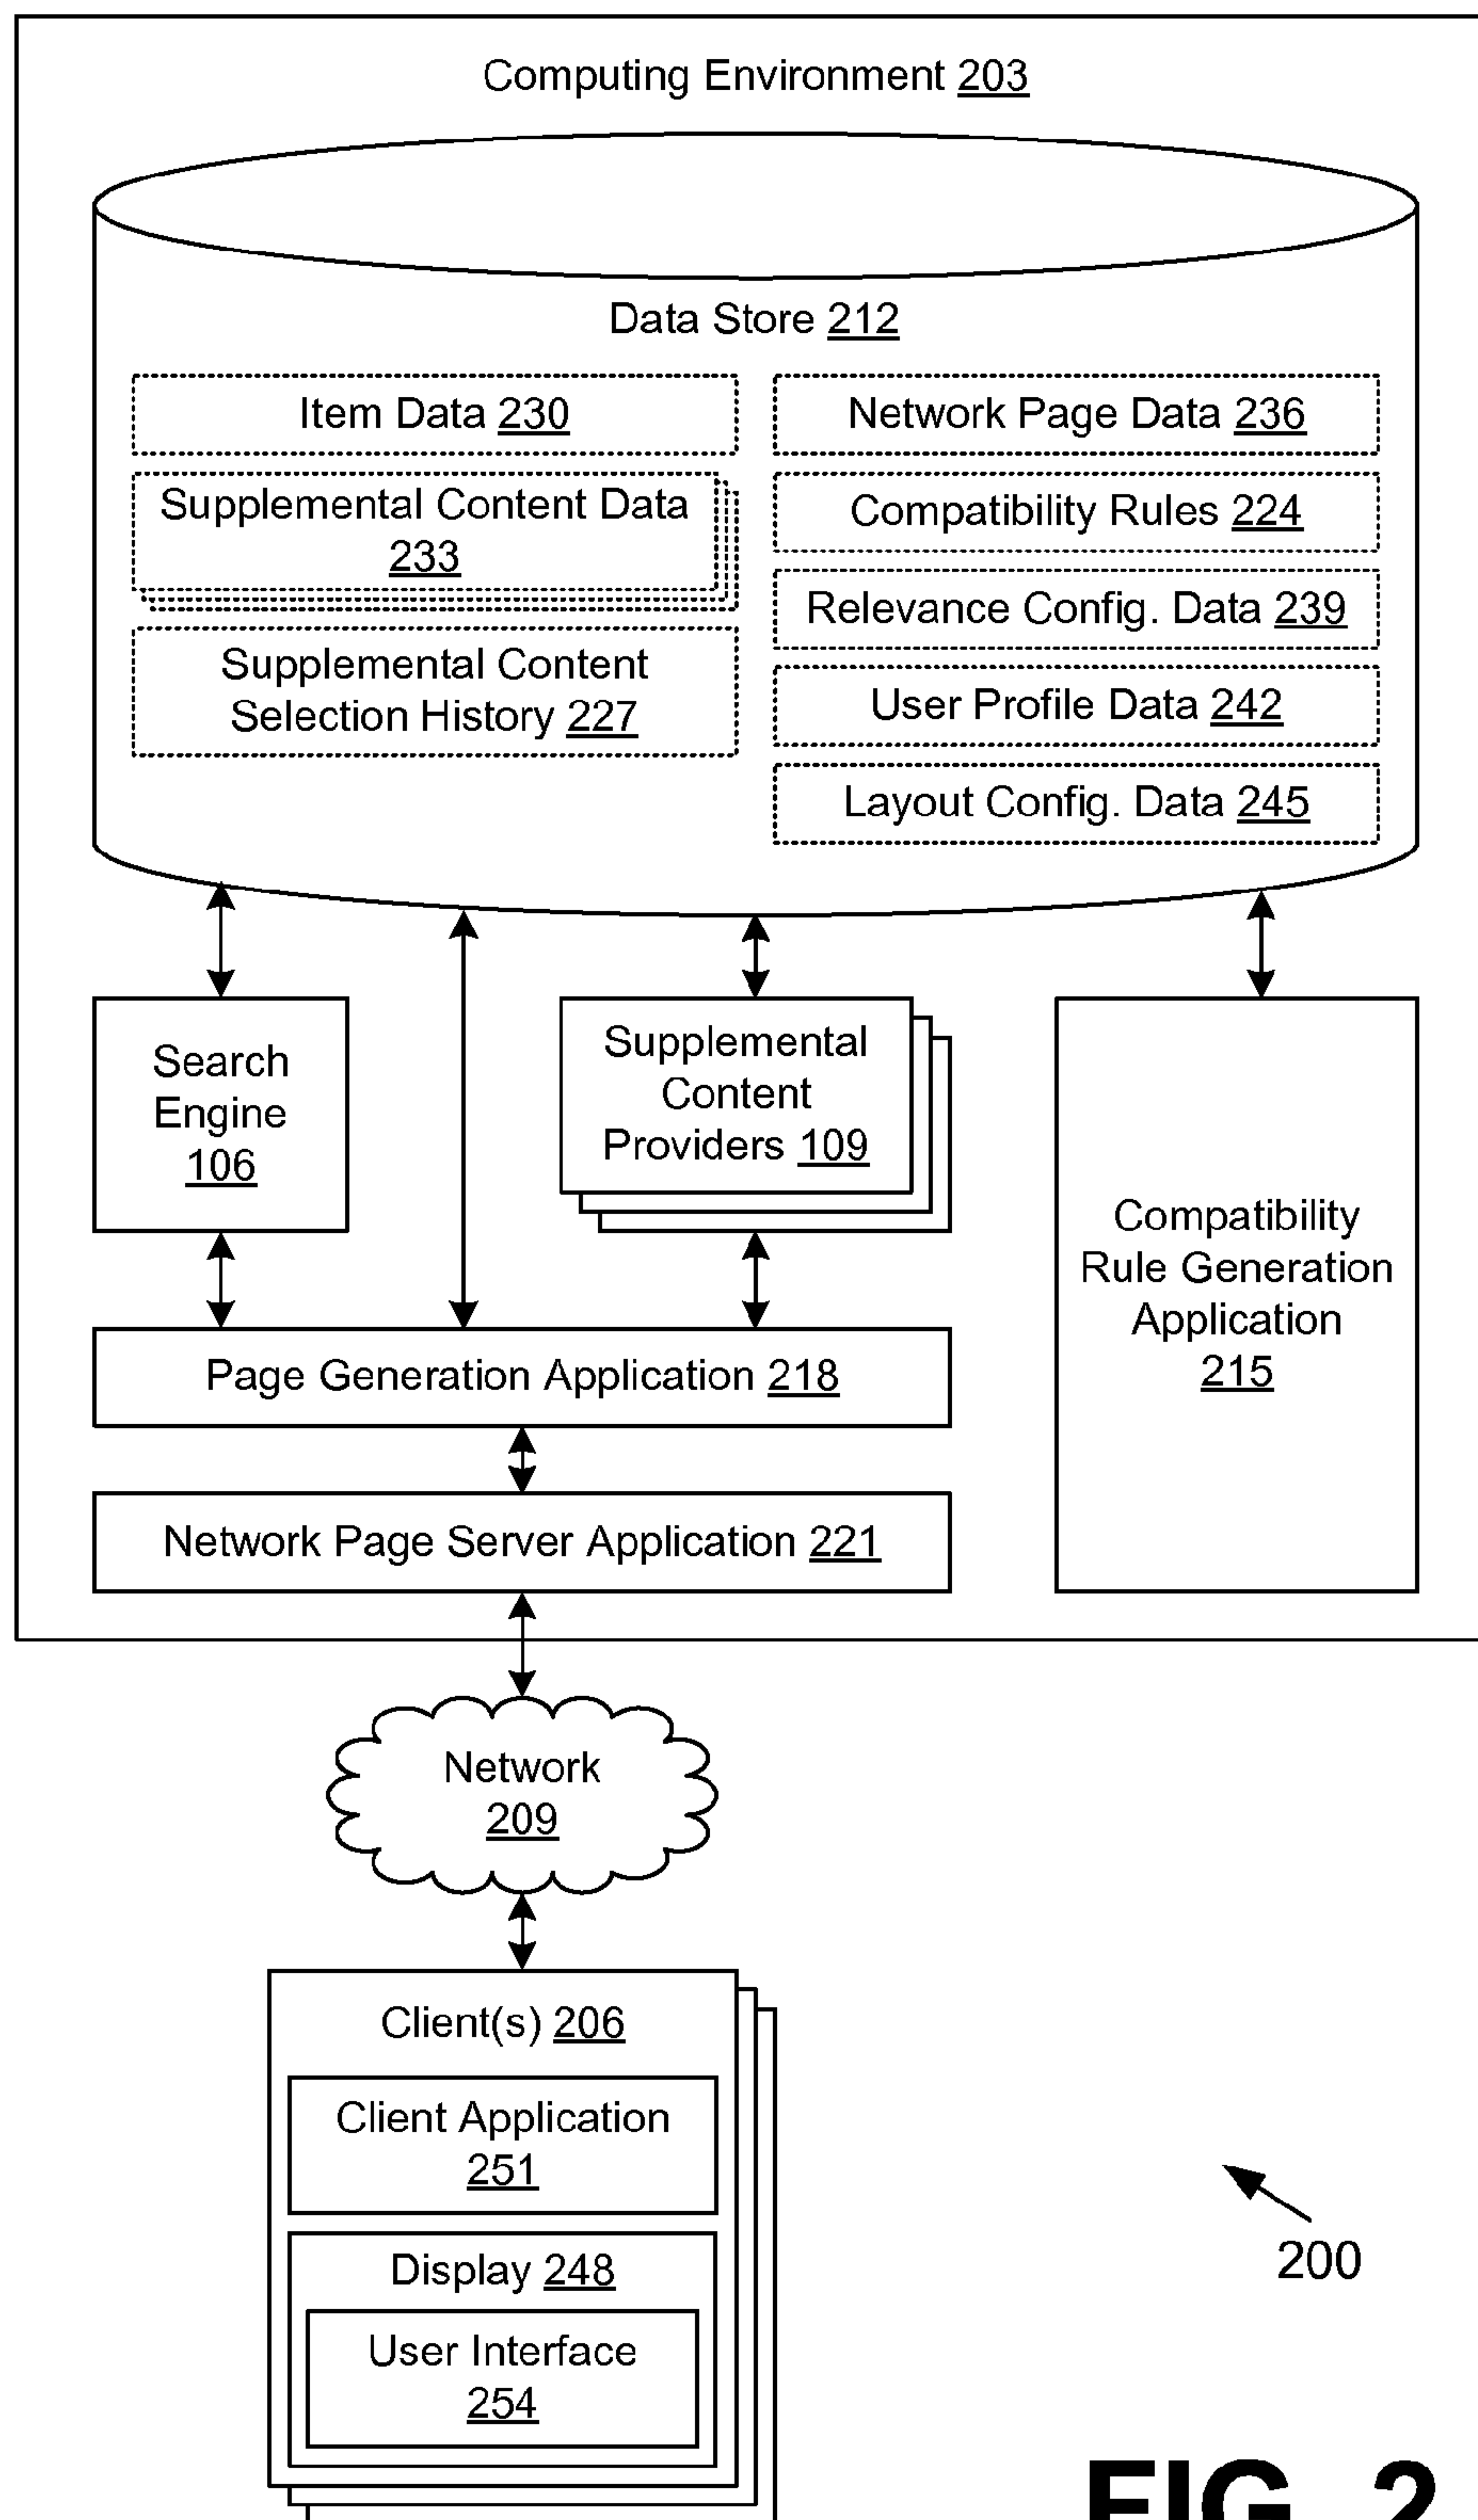 Computing Environment 203
Data Store 212
Item Data 230
Supplemental Content Data
233
Supplemental Content
Selection History 227
Network Page Data 236
Compatibility Rules 224
Relevance Config. Data 239
User Profile Data 242
Layout Config. Data 245
Search
Engine
106
Supplemental
Content
Providers 109
Compatibility
Rule Generation
Application
215
Page Generation Application 218
Network Page Server Application 221
Network
209
Client(s) 206
Client Application
251
Display 248
User Interface
254
200
FIG. 2